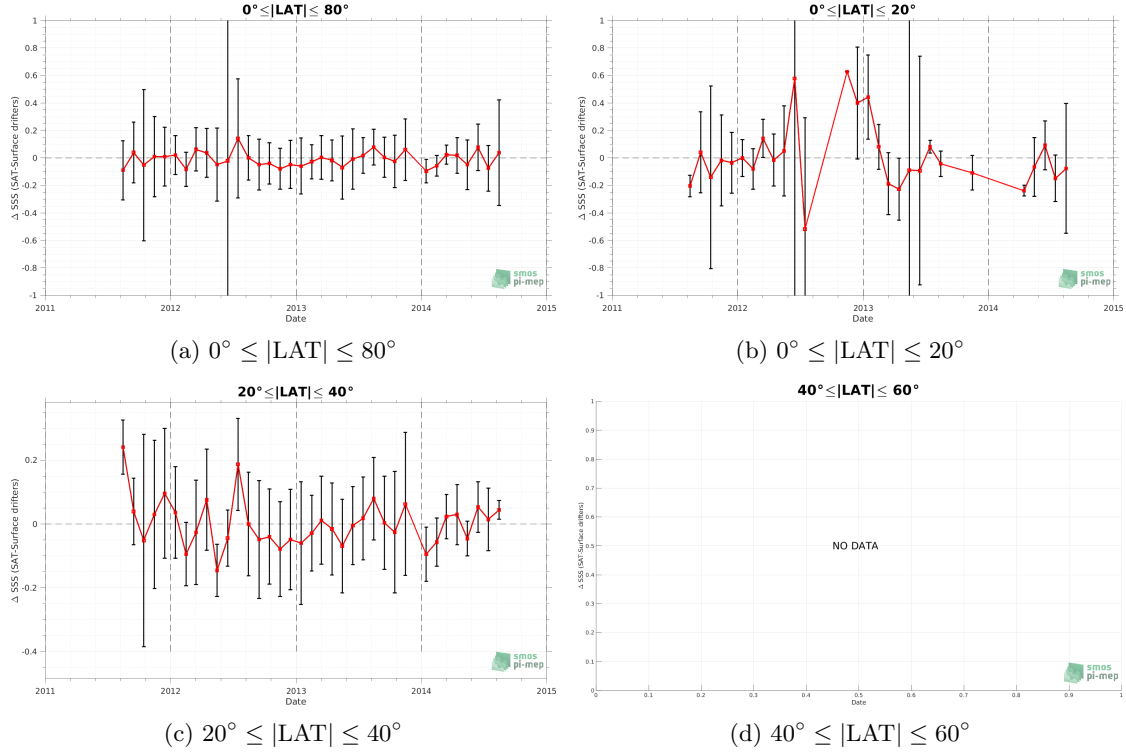 0°≤|LAT|≤ 80°
Δ SSS (SAT-Surface drifters)
1
0.8
0.6
0.4
0.2
0
-0.2
-0.4
-0.6
-0.8
-1
2011
2012
2013
2014
2015
Date
smos
pi-mep
(a) 0° ≤ |LAT| ≤ 80°
0°≤|LAT|≤ 20°
Δ SSS (SAT-Surface drifters)
1
0.8
0.6
0.4
0.2
0
-0.2
-0.4
-0.6
-0.8
-1
2011
2012
2013
2014
2015
Date
smos
pi-mep
(b) 0° ≤ |LAT| ≤ 20°
20°≤|LAT|≤ 40°
Δ SSS (SAT-Surface drifters)
0.2
0
-0.2
-0.4
2011
2012
2013
2014
2015
Date
smos
pi-mep
(c) 20° ≤ |LAT| ≤ 40°
40°≤|LAT|≤ 60°
Δ SSS (SAT-Surface drifters)
1
0.9
0.8
0.7
0.6
0.5
0.4
0.3
0.2
0.1
0
NO DATA
0
0.1
0.2
0.3
0.4
0.5
0.6
0.7
0.8
0.9
1
Date
smos
pi-mep
(d) 40° ≤ |LAT| ≤ 60°